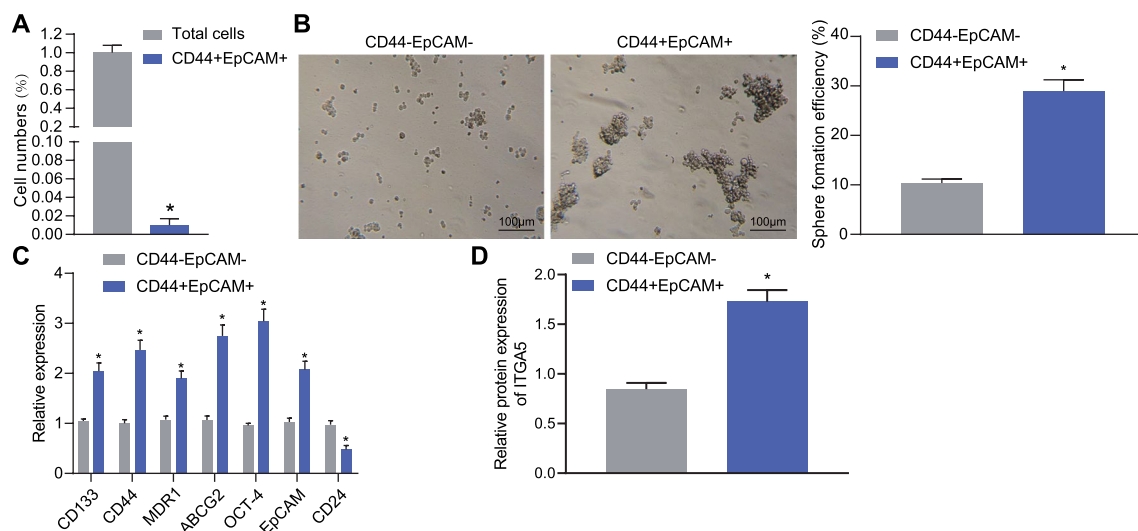 A
Total cells
CD44+EpCAM+
Cell numbers (%)
1.2
1.0
0.8
0.6
0.4
0.2
0.10
0.08
0.06
0.04
0.02
0.00
*
B
CD44-EpCAM-
CD44+EpCAM+
100μm
100μm
CD44-EpCAM-
CD44+EpCAM+
Sphere fomation efficiency (%)
40
30
20
10
0
*
C
CD44-EpCAM-
CD44+EpCAM+
Relative expression
4
3
2
1
0
* * * * * * *
CD133 CD44 MDR1 ABCG2 OCT-4 EpCAM CD24
D
CD44-EpCAM-
CD44+EpCAM+
Relative protein expression
of ITGA5
2.0
1.5
1.0
0.5
0.0
*